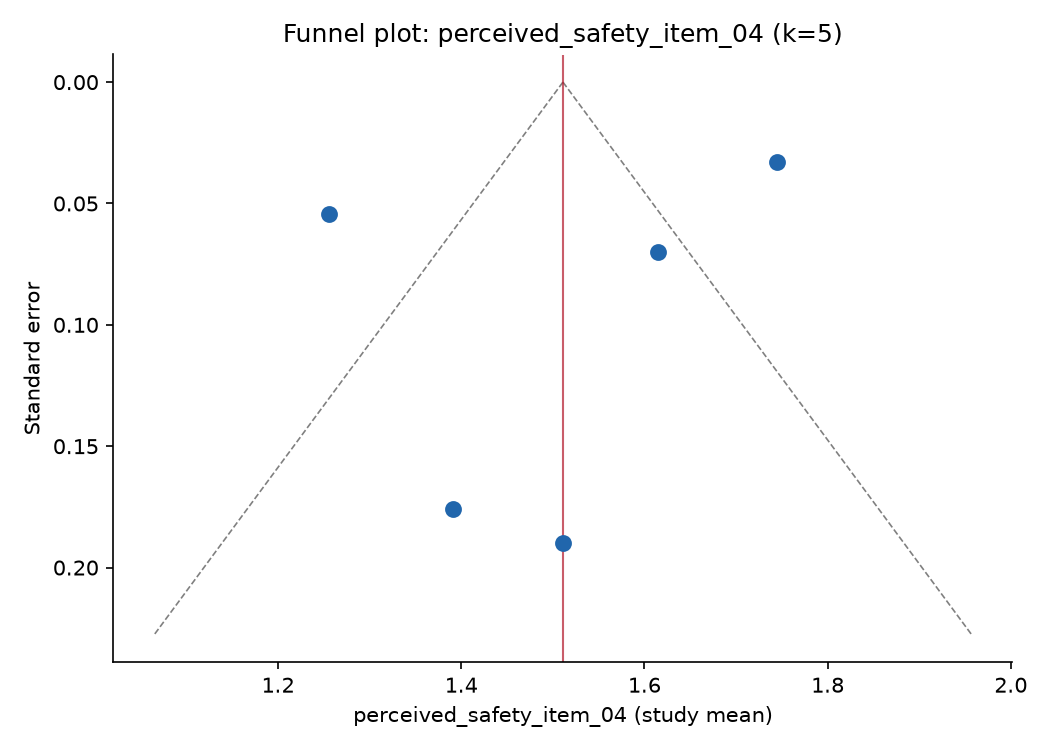 Funnel plot: perceived_safety_item_04 (k=5)
0.00
0.05
0.10
0.15
0.20
Standard error
1.2 1.4 1.6 1.8 2.0
perceived_safety_item_04 (study mean)